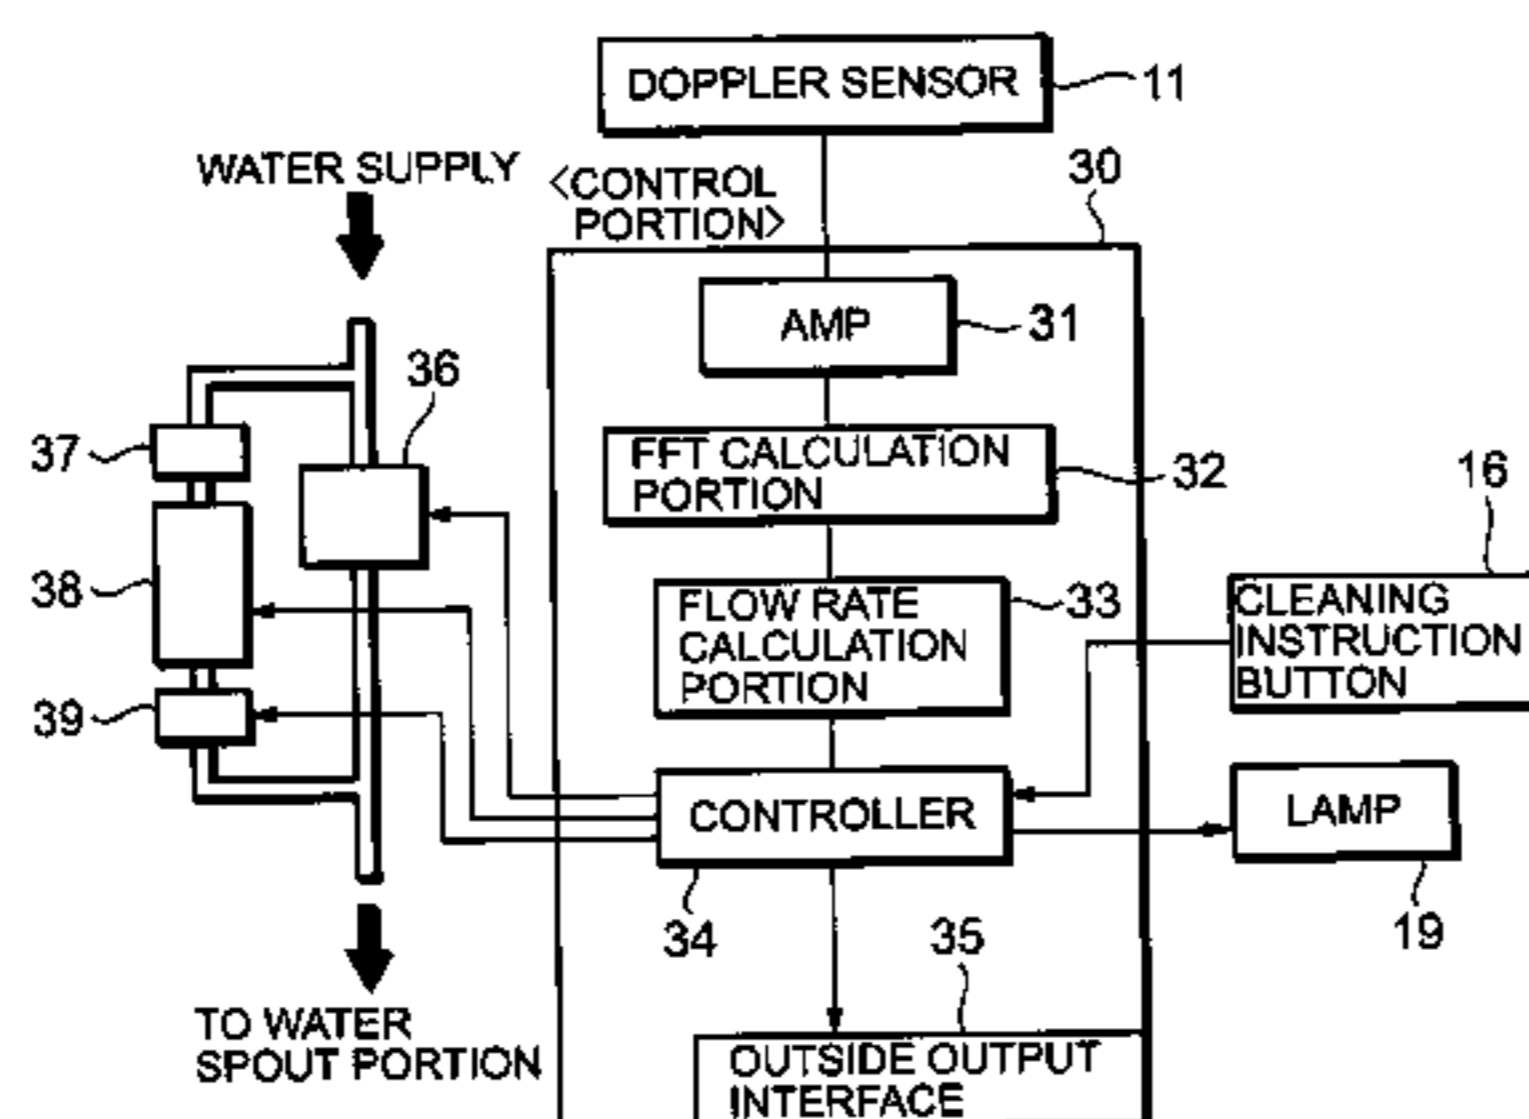 DOPPLER SENSOR
11
WATER SUPPLY
<CONTROL
PORTION>
30
AMP
31
36
37
FFT CALCULATION
PORTION
32
16
38
FLOW RATE
CALCULATION
PORTION
33
CLEANING
INSTRUCTION
BUTTON
39
CONTROLLER
LAMP
34
35
19
TO WATER
SPOUT PORTION
OUTSIDE OUTPUT
INTERFACE